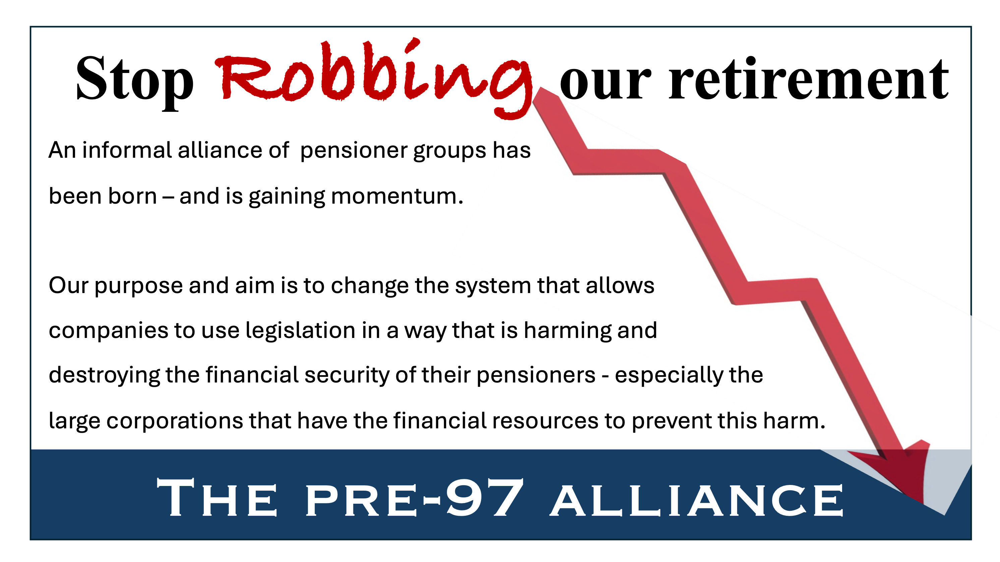 Stop Robbing our retirement
An informal alliance of  pensioner groups has
been born – and is gaining momentum.
Our purpose and aim is to change the system that allows
companies to use legislation in a way that is harming and
destroying the financial security of their pensioners - especially the
large corporations that have the financial resources to prevent this harm.
THE PRE-97 ALLIANCE